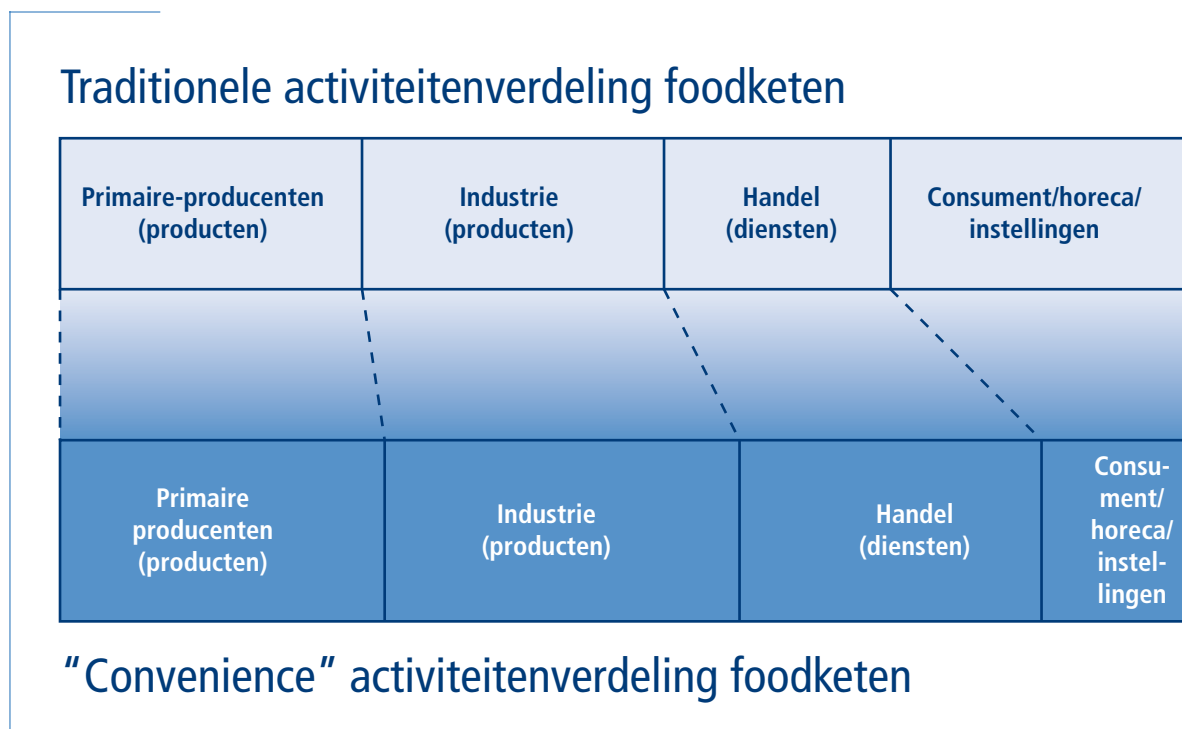 Traditionele activiteitenverdeling foodketen
Primaire-producenten
(producten)
Industrie
(producten)
Handel
(diensten)
Consument/horeca/
instellingen
Primaire
producenten
(producten)
Industrie
(producten)
Handel
(diensten)
Consu-
ment/
horeca/
instel-
lingen
“Convenience” activiteitenverdeling foodketen